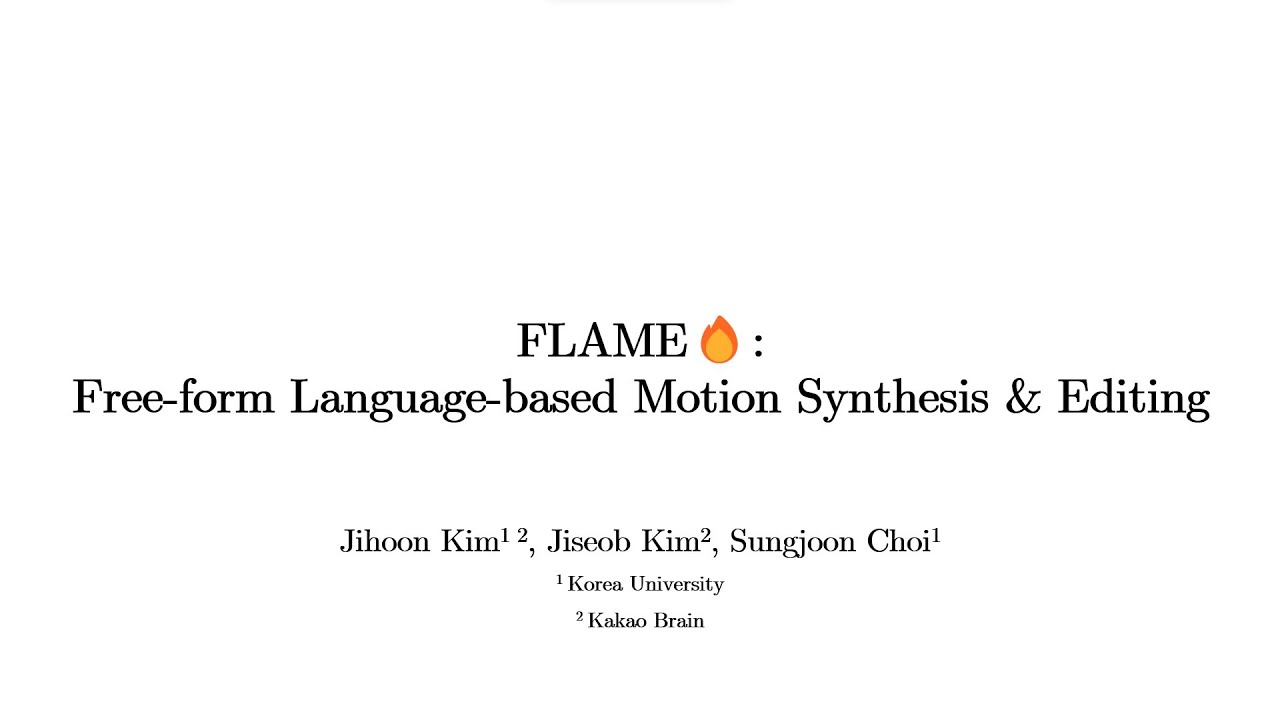 FLAME🔥:
Free-form Language-based Motion Synthesis & Editing
Jihoon Kim¹ ², Jiseob Kim², Sungjoon Choi¹
¹ Korea University
² Kakao Brain